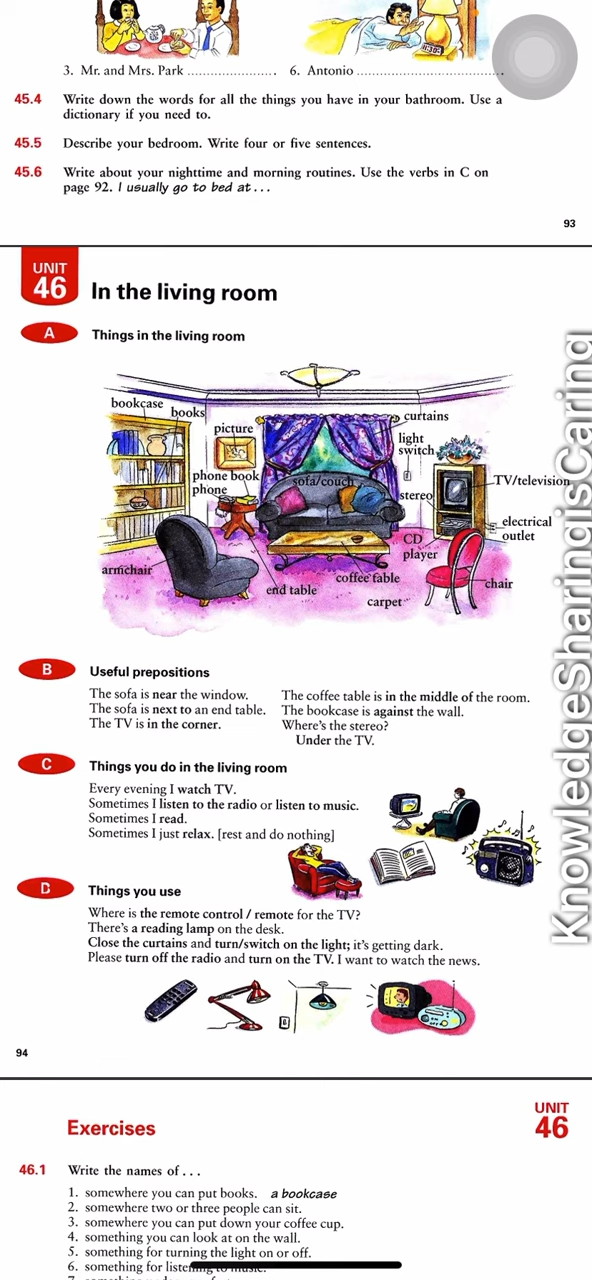 3. Mr. and Mrs. Park ........................ 6. Antonio ........................................
45.4 Write down the words for all the things you have in your bathroom. Use a
dictionary if you need to.
45.5 Describe your bedroom. Write four or five sentences.
45.6 Write about your nighttime and morning routines. Use the verbs in C on
page 92. I usually go to bed at . . .
93
UNIT
46 In the living room
A Things in the living room
bookcase
books
picture
curtains
light
switch
phone book
phone
sofa/couch
stereo
TV/television
electrical
outlet
CD
player
armchair
coffee table
end table
chair
carpet
B Useful prepositions
The sofa is near the window. The coffee table is in the middle of the room.
The sofa is next to an end table. The bookcase is against the wall.
The TV is in the corner. Where's the stereo?
Under the TV.
C Things you do in the living room
Every evening I watch TV.
Sometimes I listen to the radio or listen to music.
Sometimes I read.
Sometimes I just relax. [rest and do nothing]
D Things you use
Where is the remote control / remote for the TV?
There's a reading lamp on the desk.
Close the curtains and turn/switch on the light; it's getting dark.
Please turn off the radio and turn on the TV. I want to watch the news.
94
KnowledgeSharingisCaring
UNIT
Exercises 46
46.1 Write the names of . . .
1. somewhere you can put books. a bookcase
2. somewhere two or three people can sit.
3. somewhere you can put down your coffee cup.
4. something you can look at on the wall.
5. something for turning the light on or off.
6. something for listening to music.